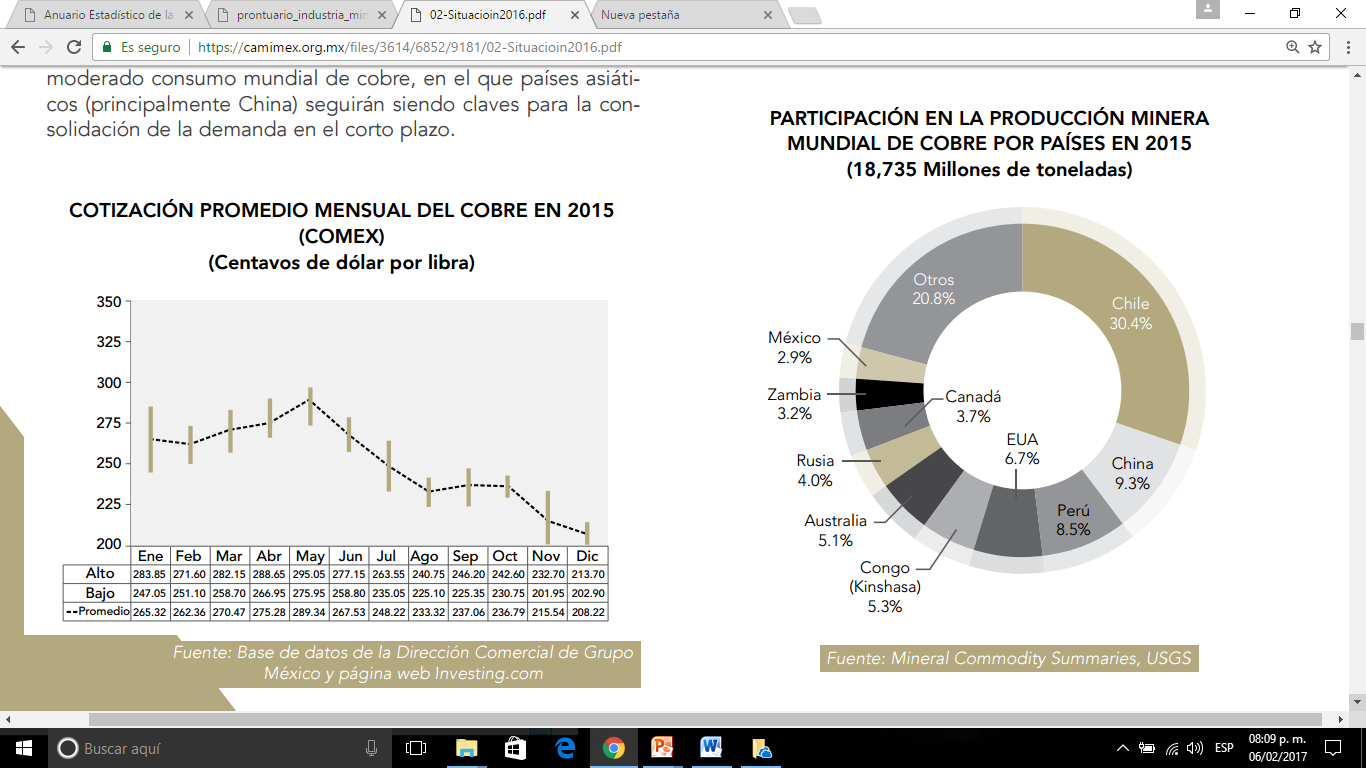 Anuario Estadístico de la
prontuario_industria_min
02-Situacioin2016.pdf
Nueva pestaña
Es seguro
https://camimex.org.mx/files/3614/6852/9181/02-Situacioin2016.pdf
moderado consumo mundial de cobre, en el que países asiáti-
cos (principalmente China) seguirán siendo claves para la con-
solidación de la demanda en el corto plazo.
COTIZACIÓN PROMEDIO MENSUAL DEL COBRE EN 2015
(COMEX)
(Centavos de dólar por libra)
350
325
300
275
250
225
200
Ene Feb Mar Abr May Jun Jul Ago Sep Oct Nov Dic
Alto 283.85 271.60 282.15 288.65 295.05 277.15 263.55 240.75 246.20 242.60 232.70 213.70
Bajo 247.05 251.10 258.70 266.95 275.95 258.80 235.05 225.10 225.35 230.75 201.95 202.90
--Promedio 265.32 262.36 270.47 275.28 289.34 267.53 248.22 233.32 237.06 236.79 215.54 208.22
Fuente: Base de datos de la Dirección Comercial de Grupo
México y página web Investing.com
PARTICIPACIÓN EN LA PRODUCCIÓN MINERA
MUNDIAL DE COBRE POR PAÍSES EN 2015
(18,735 Millones de toneladas)
Otros
20.8%
Chile
30.4%
México
2.9%
Zambia
3.2%
Canadá
3.7%
EUA
6.7%
Rusia
4.0%
China
9.3%
Perú
8.5%
Australia
5.1%
Congo
(Kinshasa)
5.3%
Fuente: Mineral Commodity Summaries, USGS
Buscar aquí
ESP
08:09 p. m.
06/02/2017